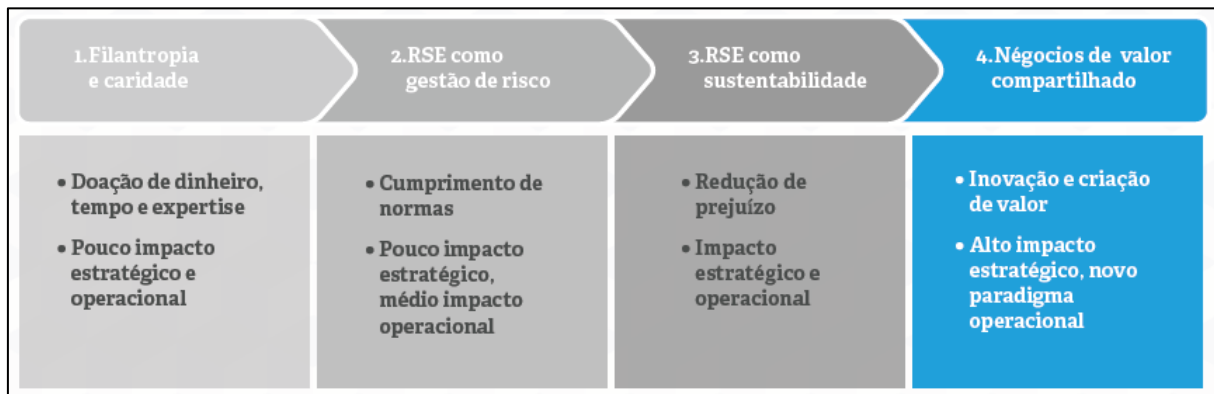 1.Filantropia
e caridade
2.RSE como
gestão de risco
3.RSE como
sustentabilidade
4.Négocios de valor
compartilhado
• Doação de dinheiro,
tempo e expertise
• Pouco impacto
estratégico e
operacional
• Cumprimento de
normas
• Pouco impacto
estratégico,
médio impacto
operacional
• Redução de
prejuízo
• Impacto
estratégico e
operacional
• Inovação e criação
de valor
• Alto impacto
estratégico, novo
paradigma
operacional